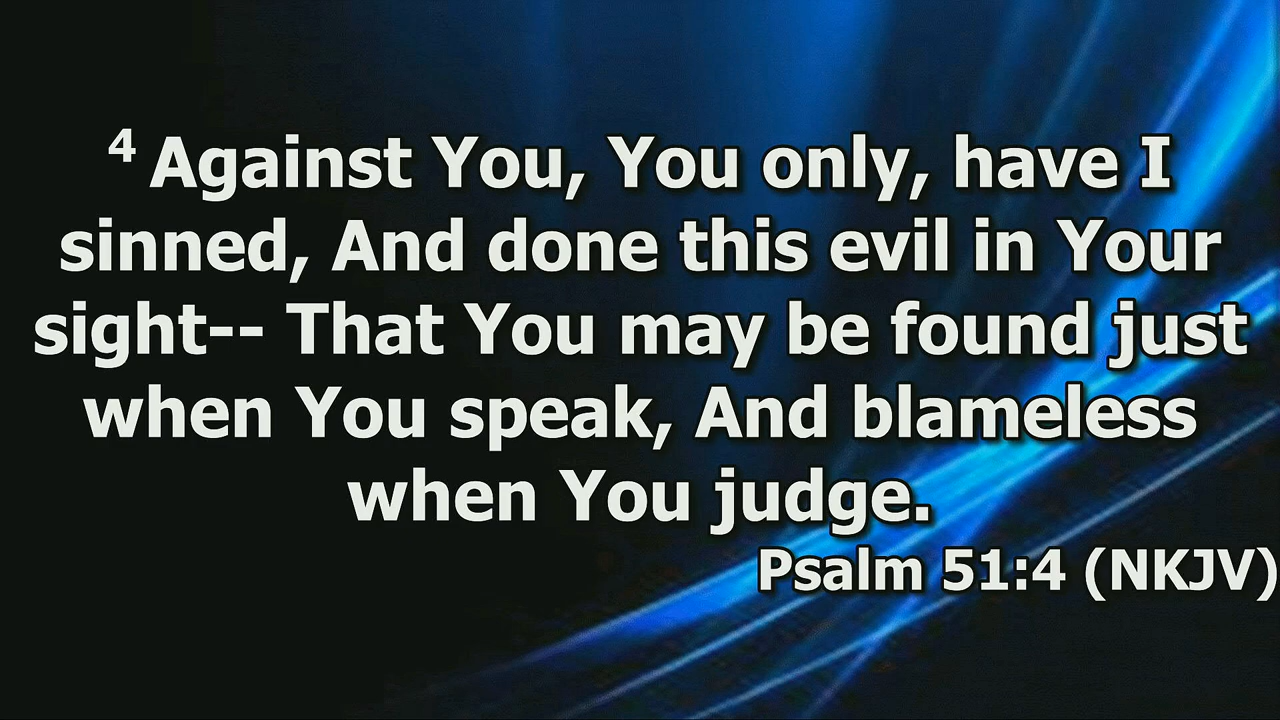 4 Against You, You only, have I
sinned, And done this evil in Your
sight-- That You may be found just
when You speak, And blameless
when You judge.
Psalm 51:4 (NKJV)